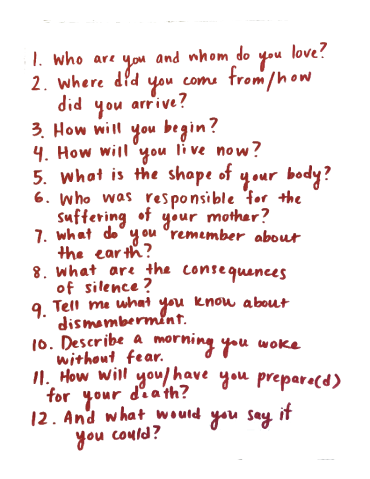 1. Who are you and whom do you love?
2. Where did you come from/how
did you arrive?
3. How will you begin?
4. How will you live now?
5. What is the shape of your body?
6. Who was responsible for the
suffering of your mother?
7. What do you remember about
the earth?
8. What are the consequences
of silence?
9. Tell me what you know about
dismemberment.
10. Describe a morning you woke
without fear.
11. How will you/have you prepare(d)
for your death?
12. And what would you say if
you could?